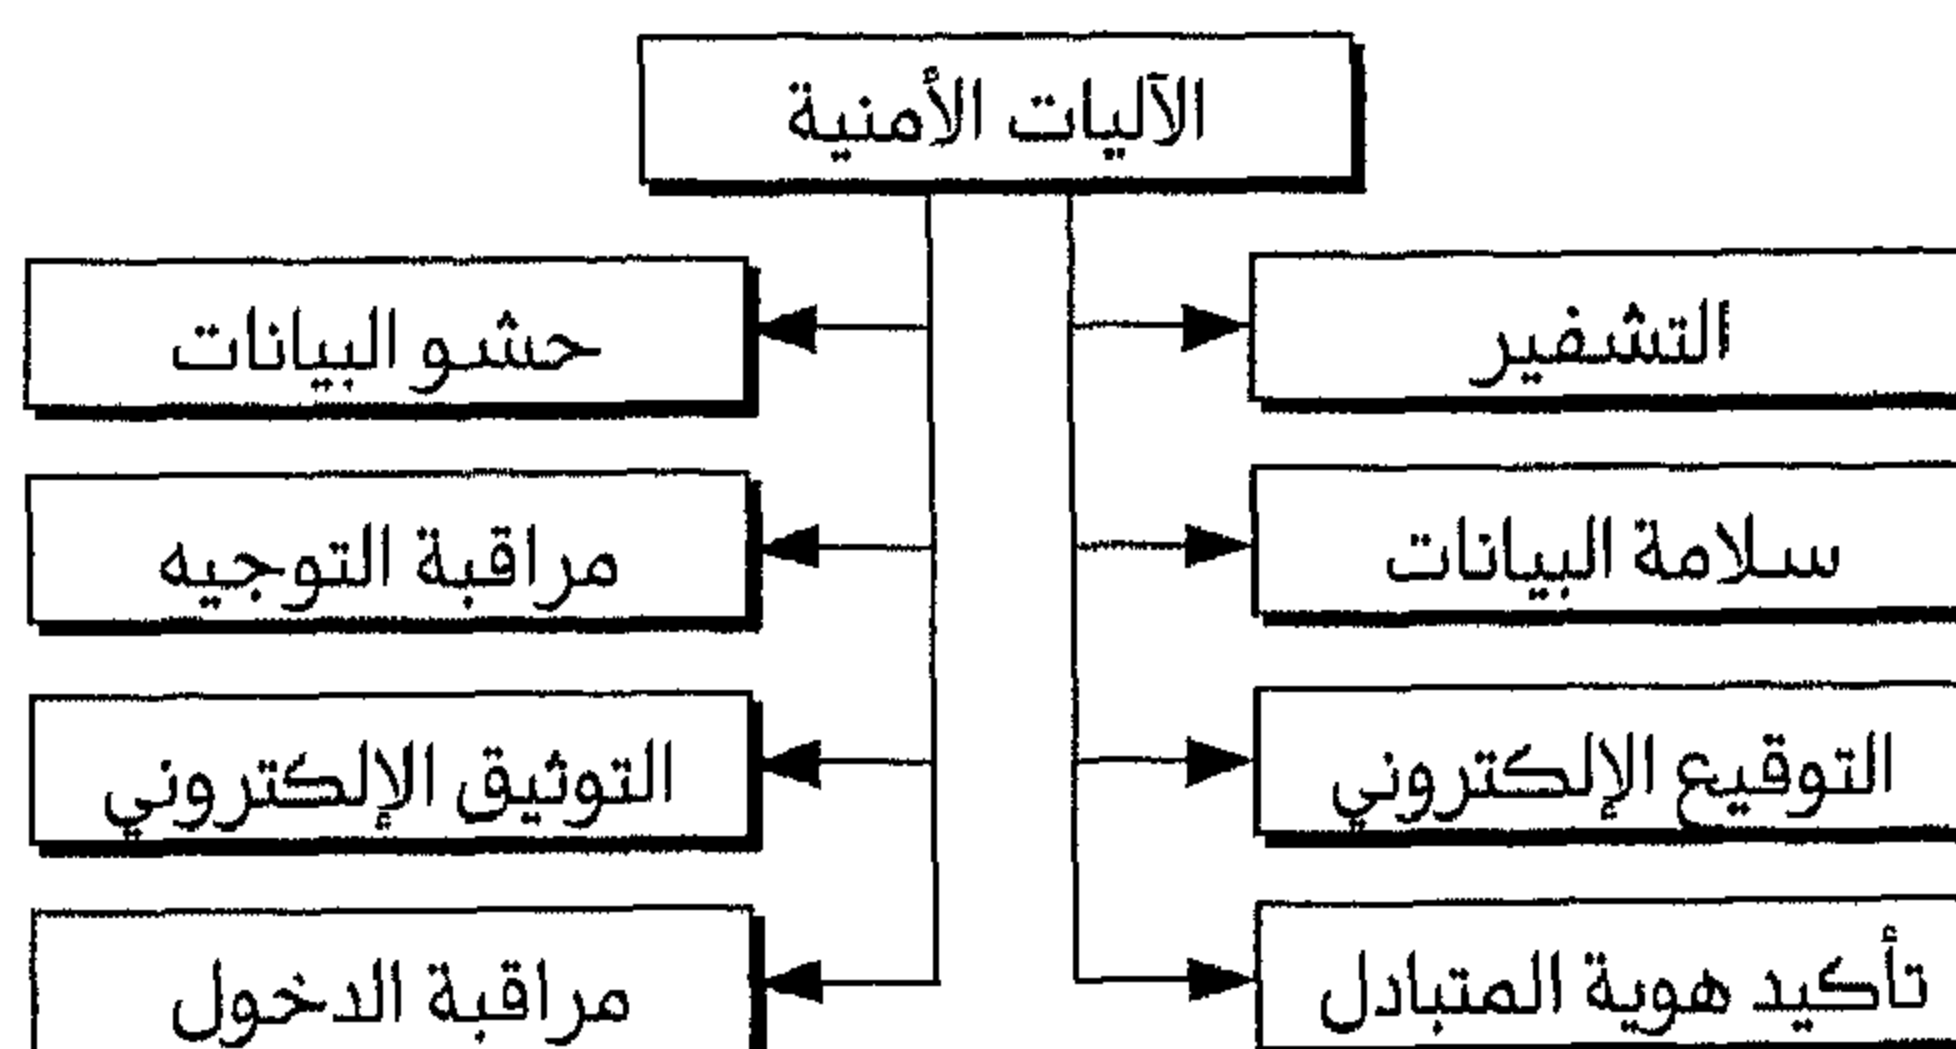 الآليات الأمنية
التشفير
حشو البيانات
سلامة البيانات
مراقبة التوجيه
التوقيع الإلكتروني
التوثيق الإلكتروني
تأكيد هوية المتبادل
مراقبة الدخول